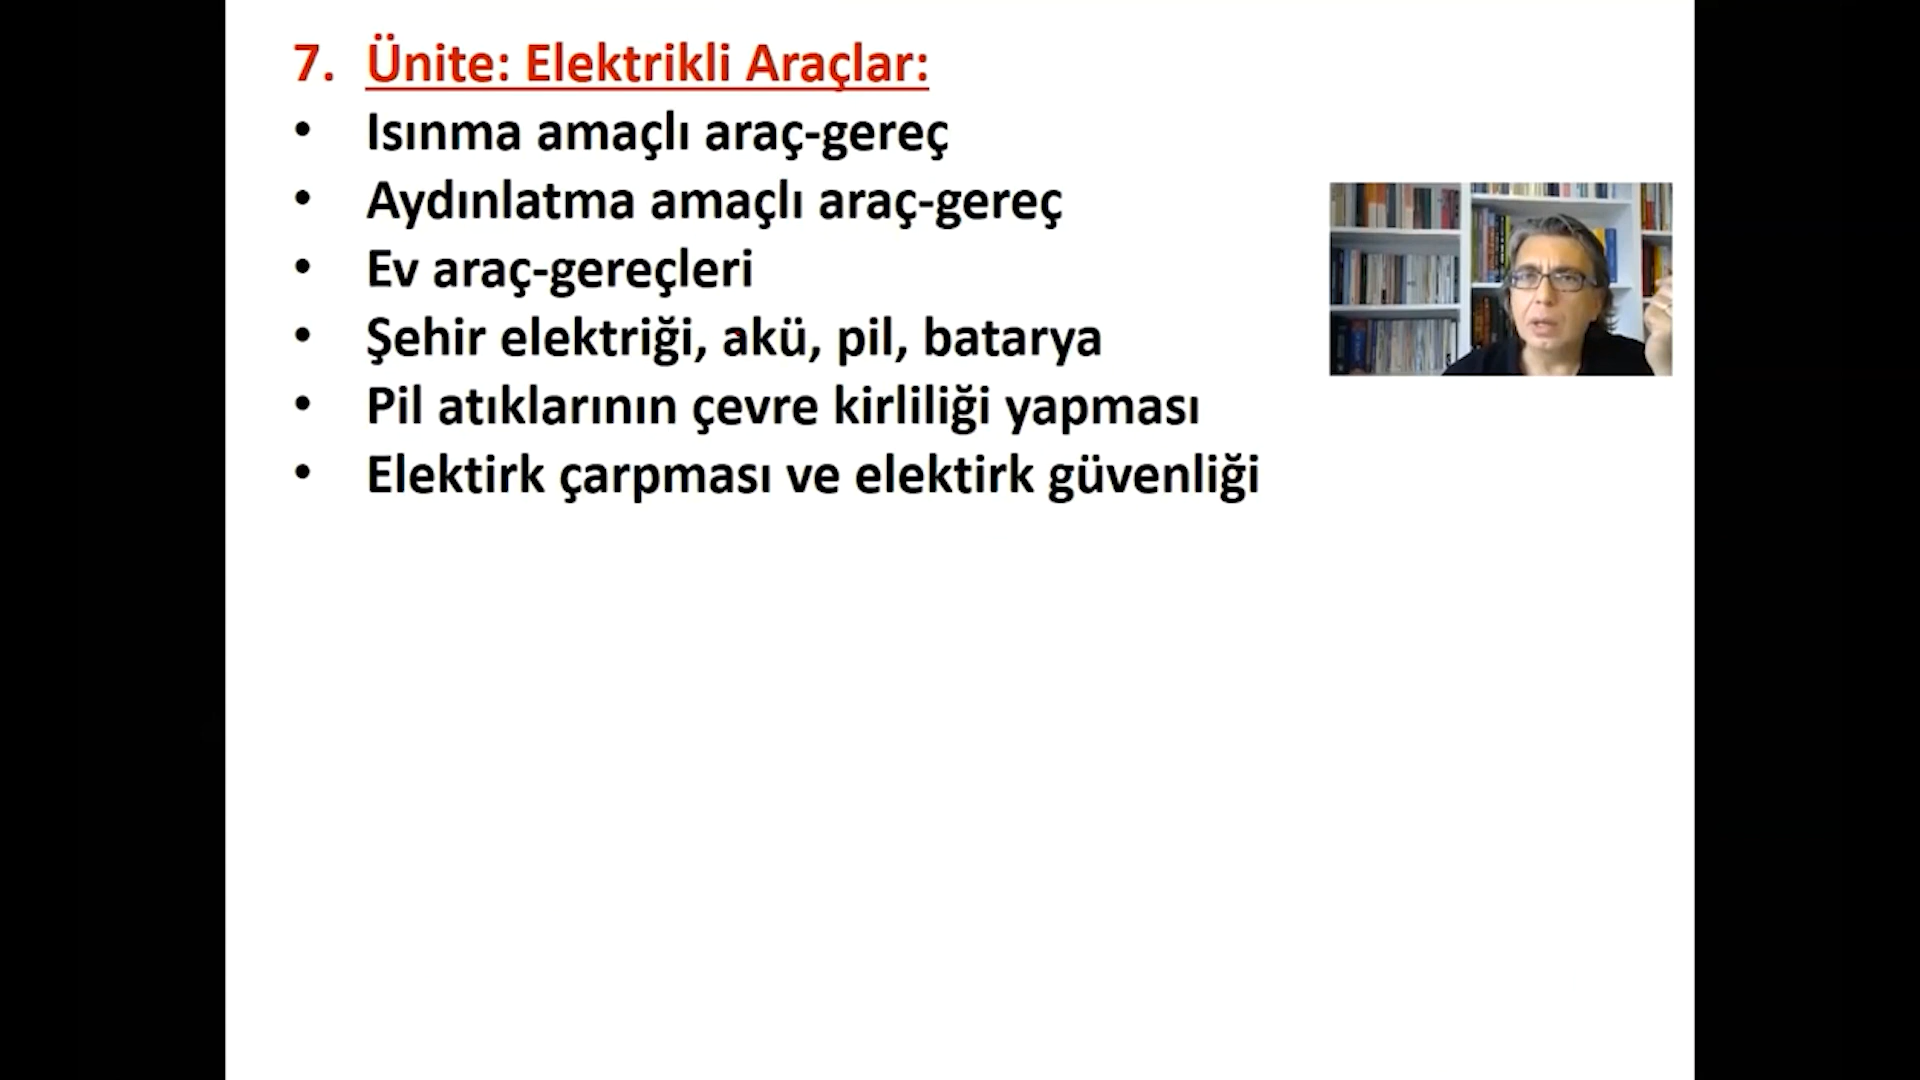 7. Ünite: Elektrikli Araçlar:
• Isınma amaçlı araç-gereç
• Aydınlatma amaçlı araç-gereç
• Ev araç-gereçleri
• Şehir elektriği, akü, pil, batarya
• Pil atıklarının çevre kirliliği yapması
• Elektirk çarpması ve elektirk güvenliği